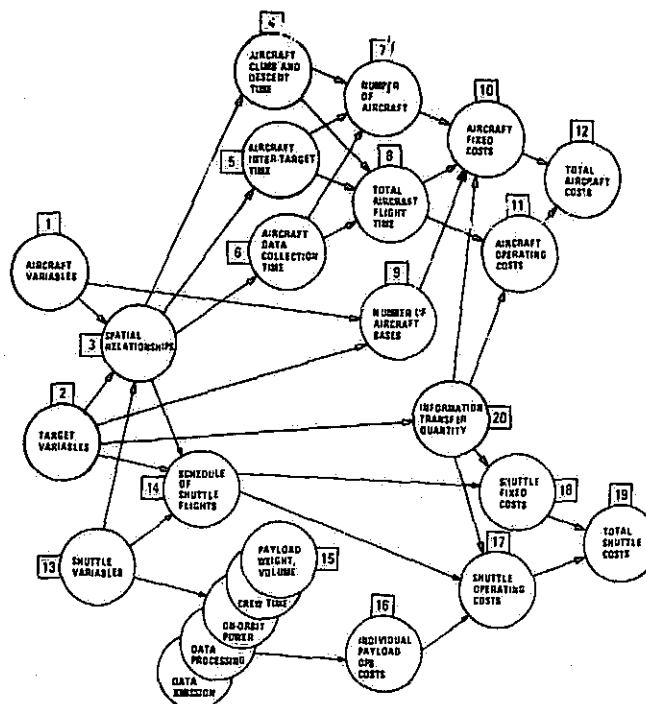 4
AIRCRAFT
CLIMB AND
DESCENT
TIME
7
NUMBER
OF
AIRCRAFT
10
AIRCRAFT
FIXED
COSTS
12
TOTAL
AIRCRAFT
COSTS
5
AIRCRAFT
INTER-TARGET
TIME
8
TOTAL
AIRCRAFT
FLIGHT
TIME
11
AIRCRAFT
OPERATING
COSTS
6
AIRCRAFT
DATA
COLLECTION
TIME
1
AIRCRAFT
VARIABLES
9
NUMBER OF
AIRCRAFT
BASES
3
SPATIAL
RELATIONSHIPS
2
TARGET
VARIABLES
INFORMATION
TRANSFER
QUANTITY
20
14
SCHEDULE
OF
SHUTTLE
FLIGHTS
SHUTTLE
FIXED
COSTS
18
19
TOTAL
SHUTTLE
COSTS
13
SHUTTLE
VARIABLES
PAYLOAD
WEIGHT,
VOLUME
15
CREW TIME
ON-ORBIT
POWER
DATA
PROCESSING
DATA
16
INDIVIDUAL
PAYLOAD
OPS
COSTS
17
SHUTTLE
OPERATING
COSTS